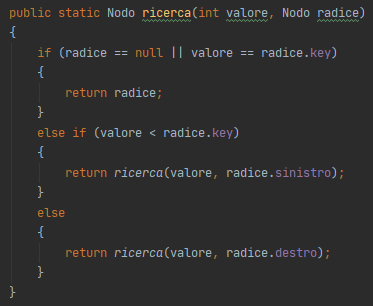 public static Nodo ricerca(int valore, Nodo radice)
{
    if (radice == null || valore == radice.key)
    {
        return radice;
    }
    else if (valore < radice.key)
    {
        return ricerca(valore, radice.sinistro);
    }
    else
    {
        return ricerca(valore, radice.destro);
    }
}